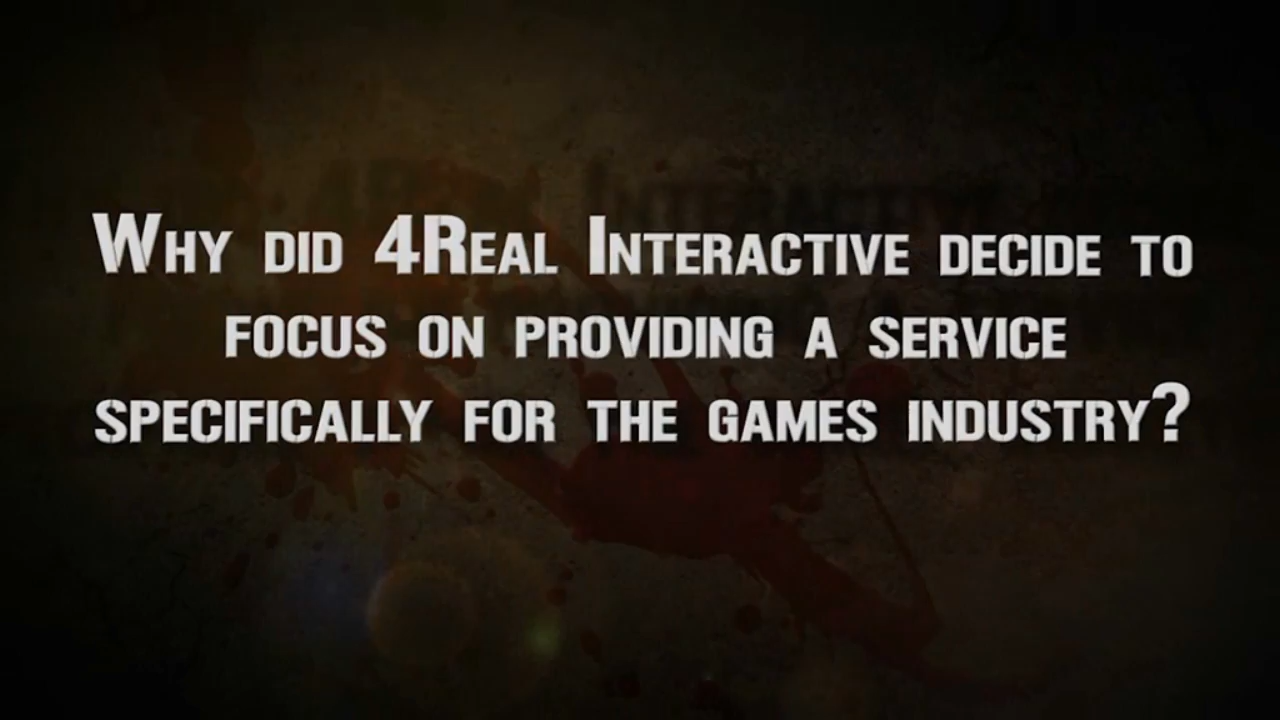 Why did 4Real Interactive decide to
focus on providing a service
specifically for the games industry?